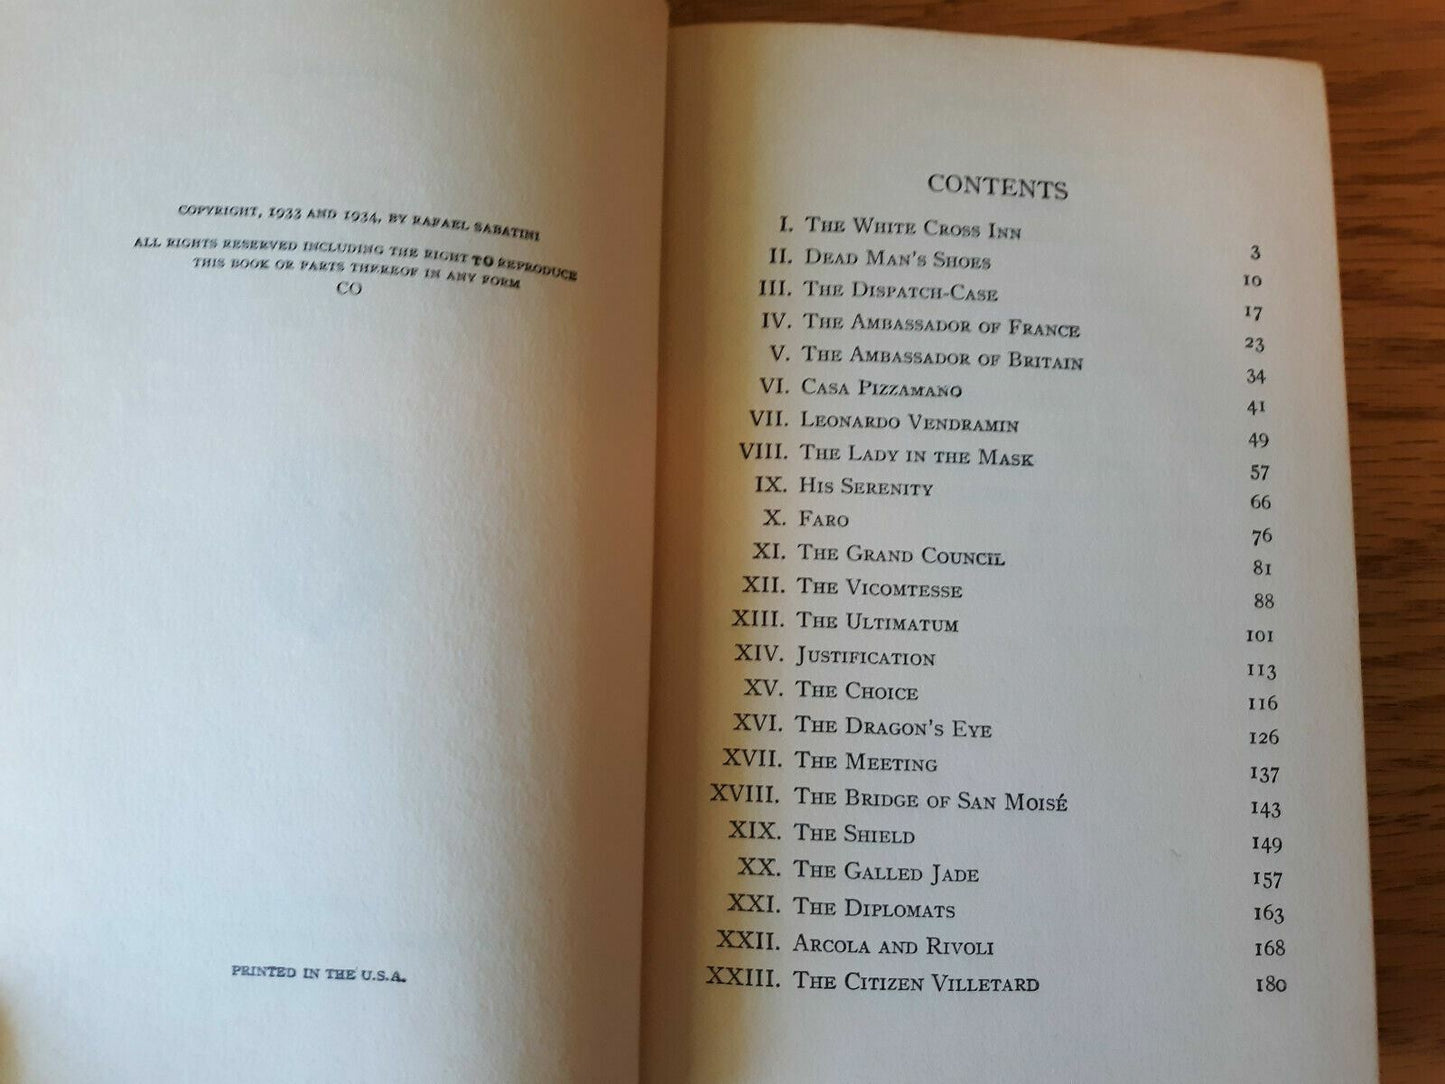 COPYRIGHT, 1933 AND 1934, BY RAFAEL SABATINI
ALL RIGHTS RESERVED INCLUDING THE RIGHT TO REPRODUCE
THIS BOOK OR PARTS THEREOF IN ANY FORM
CO
PRINTED IN THE U.S.A.
CONTENTS
I. THE WHITE CROSS INN 3
II. DEAD MAN'S SHOES 10
III. THE DISPATCH-CASE 17
IV. THE AMBASSADOR OF FRANCE 23
V. THE AMBASSADOR OF BRITAIN 34
VI. CASA PIZZAMANO 41
VII. LEONARDO VENDRAMIN 49
VIII. THE LADY IN THE MASK 57
IX. HIS SERENITY 66
X. FARO 76
XI. THE GRAND COUNCIL 81
XII. THE VICOMTESSE 88
XIII. THE ULTIMATUM 101
XIV. JUSTIFICATION 113
XV. THE CHOICE 116
XVI. THE DRAGON'S EYE 126
XVII. THE MEETING 137
XVIII. THE BRIDGE OF SAN MOISÉ 143
XIX. THE SHIELD 149
XX. THE GALLED JADE 157
XXI. THE DIPLOMATS 163
XXII. ARCOLA AND RIVOLI 168
XXIII. THE CITIZEN VILLETARD 180